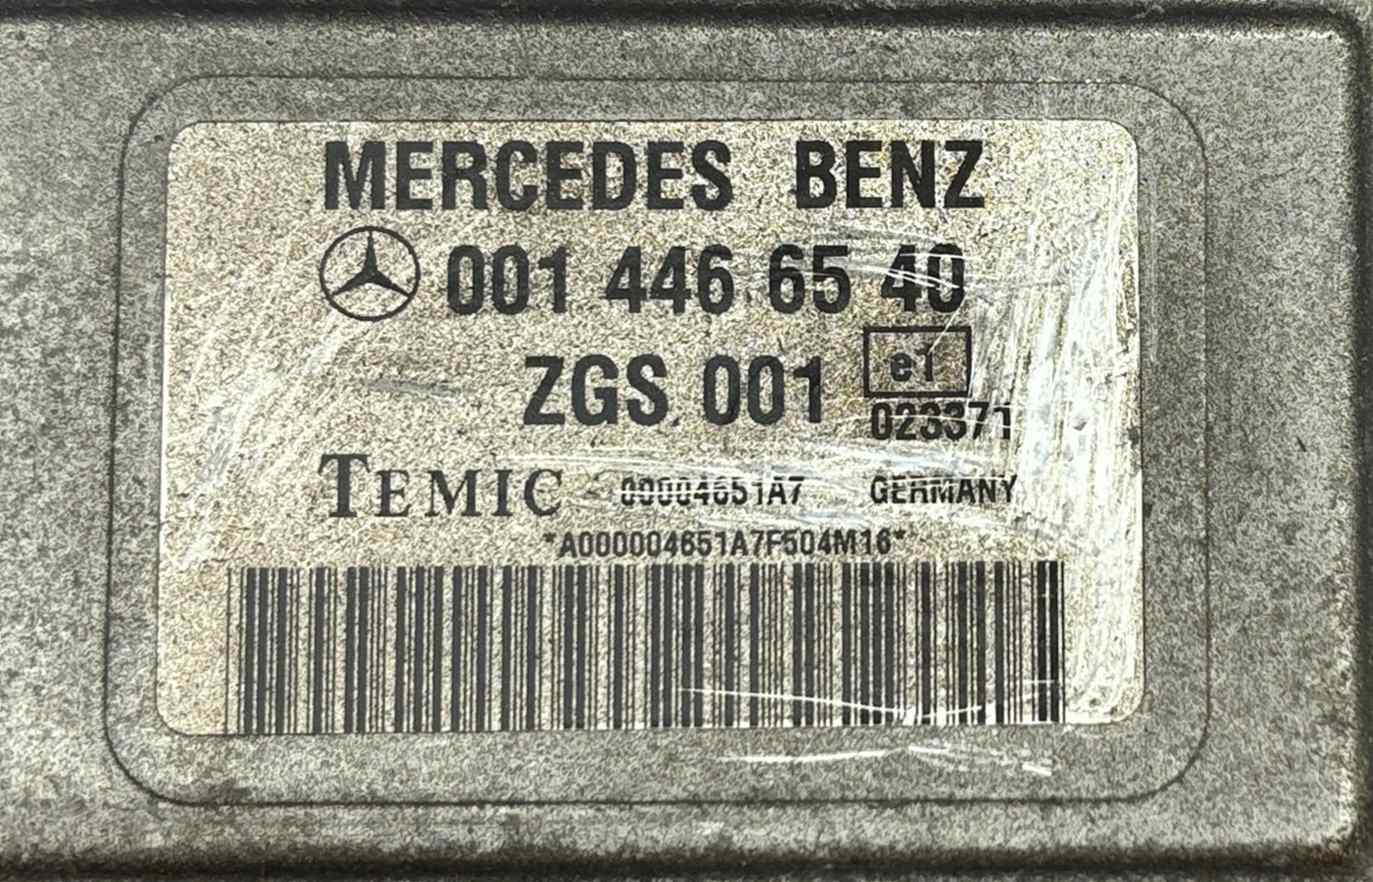 MERCEDES BENZ
001 446 65 40
ZGS 001
e1
023371
TEMIC 00004651A7 GERMANY
*A000004651A7F504M16*